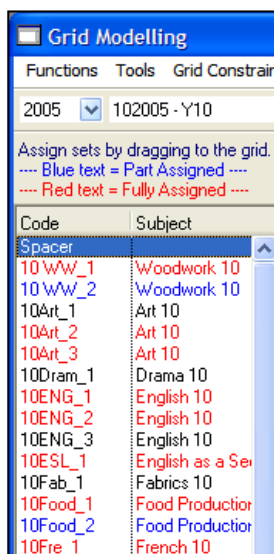 Grid Modelling
Functions Tools Grid Constrain
2005 102005 - Y10
Assign sets by dragging to the grid.
---- Blue text = Part Assigned ----
---- Red text = Fully Assigned ----
Code Subject
Spacer
10 WW_1 Woodwork 10
10 WW_2 Woodwork 10
10Art_1 Art 10
10Art_2 Art 10
10Art_3 Art 10
10Dram_1 Drama 10
10ENG_1 English 10
10ENG_2 English 10
10ENG_3 English 10
10ESL_1 English as a Se
10Fab_1 Fabrics 10
10Food_1 Food Production
10Food_2 Food Production
10Fre_1 French 10